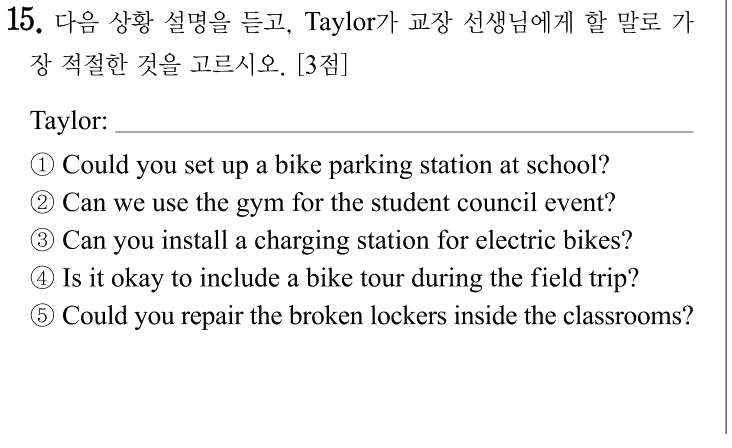 15. 다음 상황 설명을 듣고, Taylor가 교장 선생님에게 할 말로 가
장 적절한 것을 고르시오. [3점]
Taylor:
① Could you set up a bike parking station at school?
② Can we use the gym for the student council event?
③ Can you install a charging station for electric bikes?
④ Is it okay to include a bike tour during the field trip?
⑤ Could you repair the broken lockers inside the classrooms?